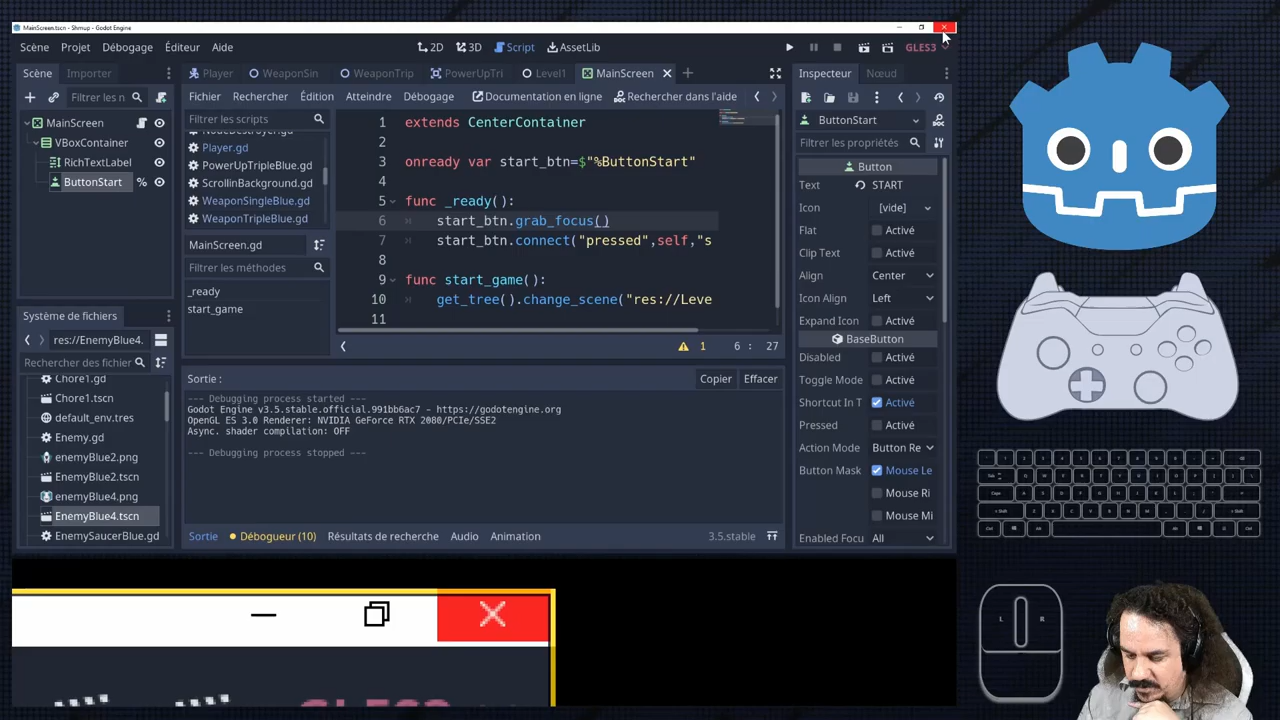 MainScreen.tscn - Shmup - Godot Engine
Scène Projet Débogage Éditeur Aide
2D 3D Script AssetLib
GLES3
Scène Importer
Filtrer les n
MainScreen
VBoxContainer
RichTextLabel
ButtonStart %
Système de fichiers
res://EnemyBlue4.
Rechercher des fichier
Chore1.gd
Chore1.tscn
default_env.tres
Enemy.gd
enemyBlue2.png
EnemyBlue2.tscn
enemyBlue4.png
EnemyBlue4.tscn
EnemySaucerBlue.gd
Player WeaponSin WeaponTrip PowerUpTri Level1 MainScreen
Fichier Rechercher Édition Atteindre Débogage Documentation en ligne Rechercher dans l'aide
Filtrer les scripts
NodeDestroyer.gd
Player.gd
PowerUpTripleBlue.gd
ScrollinBackground.gd
WeaponSingleBlue.gd
WeaponTripleBlue.gd
MainScreen.gd
Filtrer les méthodes
_ready
start_game
1 extends CenterContainer
2
3 onready var start_btn=$"%ButtonStart"
4
5 func _ready():
6 start_btn.grab_focus()
7 start_btn.connect("pressed",self,"s
8
9 func start_game():
10 get_tree().change_scene("res://Leve
11
1 6 : 27
Sortie :
Copier Effacer
--- Debugging process started ---
Godot Engine v3.5.stable.official.991bb6ac7 - https://godotengine.org
OpenGL ES 3.0 Renderer: NVIDIA GeForce RTX 2080/PCIe/SSE2
Async. shader compilation: OFF
--- Debugging process stopped ---
Sortie Débogueur (10) Résultats de recherche Audio Animation 3.5.stable
Inspecteur Nœud
ButtonStart
Filtrer les propriétés
Button
Text START
Icon [vide]
Flat Activé
Clip Text Activé
Align Center
Icon Align Left
Expand Icon Activé
BaseButton
Disabled Activé
Toggle Mode Activé
Shortcut In T Activé
Pressed Activé
Action Mode Button Re
Button Mask Mouse Le
Mouse Ri
Mouse Mi
Enabled Focu All
L R